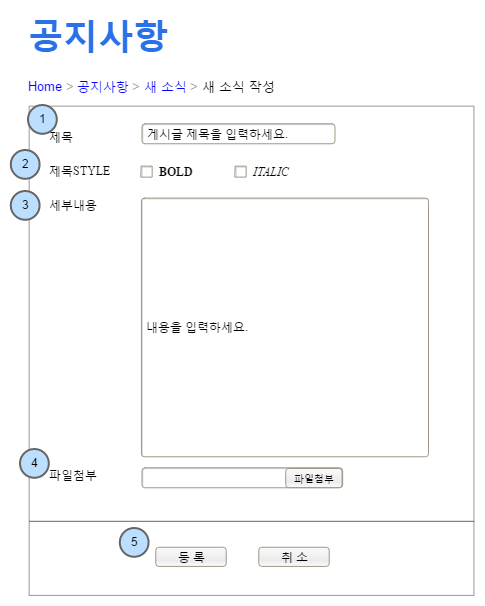 공지사항
Home > 공지사항 > 새 소식 > 새 소식 작성
1
제목 게시글 제목을 입력하세요.
2 제목STYLE BOLD ITALIC
3 세부내용
내용을 입력하세요.
4
파일첨부 파일첨부
5
등 록 취 소